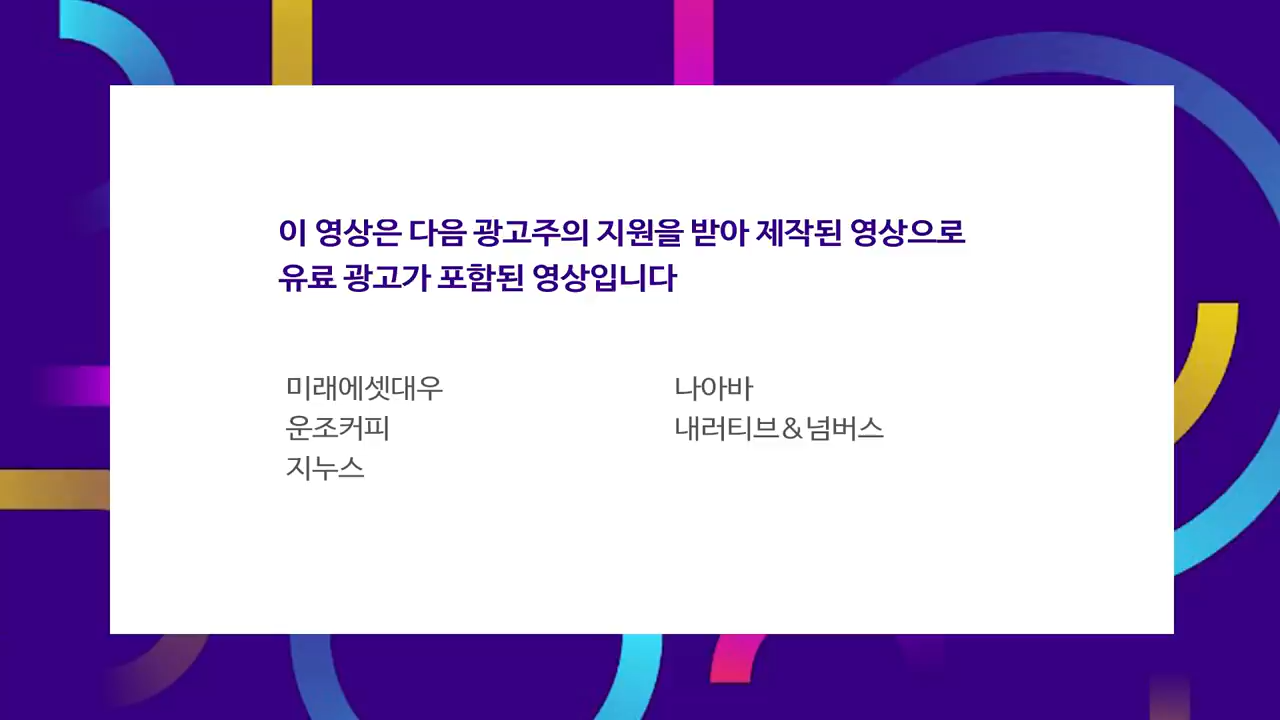 이 영상은 다음 광고주의 지원을 받아 제작된 영상으로
유료 광고가 포함된 영상입니다
미래에셋대우
운조커피
지누스
나아바
내러티브&넘버스